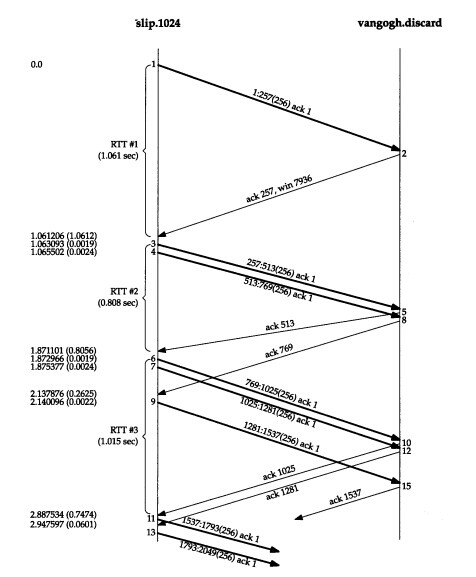 slip.1024 vangogh.discard
0.0 1
1:257(256) ack 1
RTT #1
(1.061 sec)
2
ack 257, win 7936
1.061206 (1.0612)
1.063093 (0.0019) 3
1.065502 (0.0024) 4
257:513(256) ack 1
513:769(256) ack 1
RTT #2
(0.808 sec)
5
8
ack 513
ack 769
1.871101 (0.8056)
1.872966 (0.0019) 6
1.875377 (0.0024) 7
769:1025(256) ack 1
1025:1281(256) ack 1
2.137876 (0.2625)
2.140096 (0.0022) 9
1281:1537(256) ack 1
RTT #3
(1.015 sec)
10
12
ack 1025
ack 1281
15
ack 1537
2.887534 (0.7474) 11
2.947597 (0.0601) 13
1537:1793(256) ack 1
1793:2049(256) ack 1